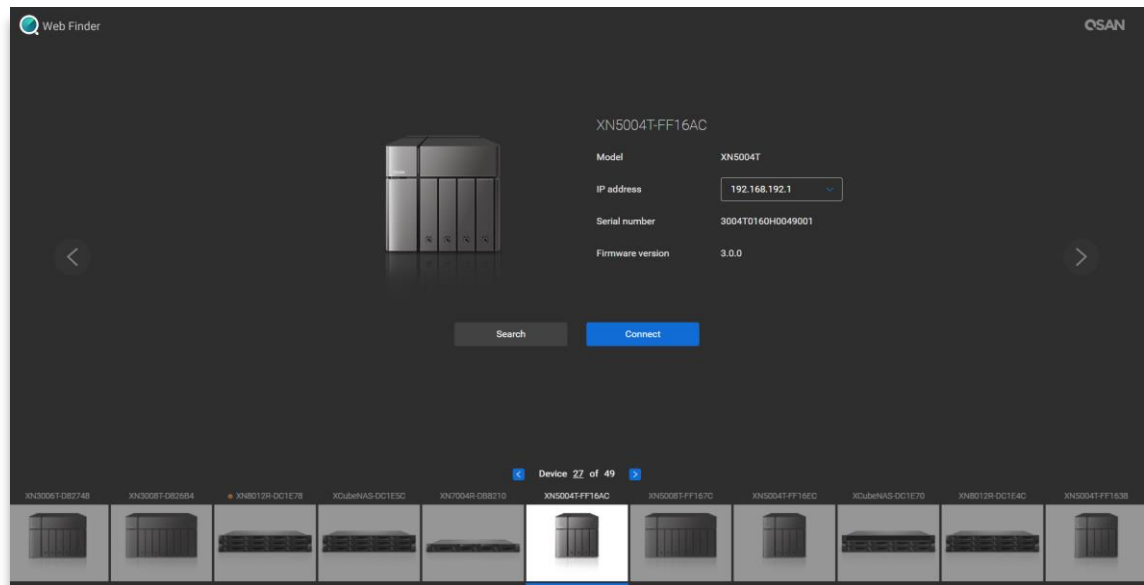 Web Finder
QSAN
XN5004T-FF16AC
Model XN5004T
IP address 192.168.192.1
Serial number 3004T0160H0049001
Firmware version 3.0.0
Search Connect
Device 27 of 49
XN3006T-D82748 XN3008T-D826B4 XN8012R-DC1E78 XCubeNAS-DC1E5C XN7004R-DB8210 XN5004T-FF16AC XN5008T-FF167C XN5004T-FF16EC XCubeNAS-DC1E70 XN8012R-DC1E4C XN5004T-FF1638